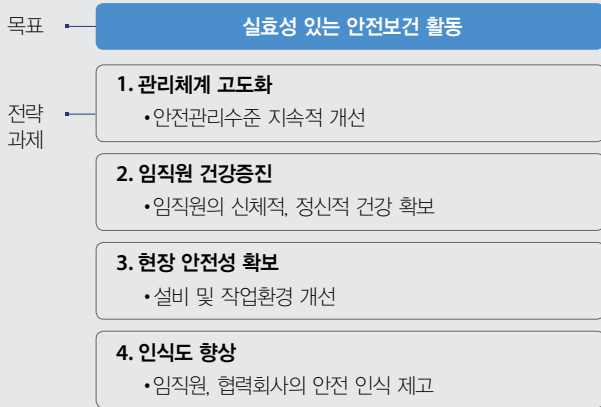 목표
실효성 있는 안전보건 활동
전략
과제
1. 관리체계 고도화
•안전관리수준 지속적 개선
2. 임직원 건강증진
•임직원의 신체적, 정신적 건강 확보
3. 현장 안전성 확보
•설비 및 작업환경 개선
4. 인식도 향상
•임직원, 협력회사의 안전 인식 제고